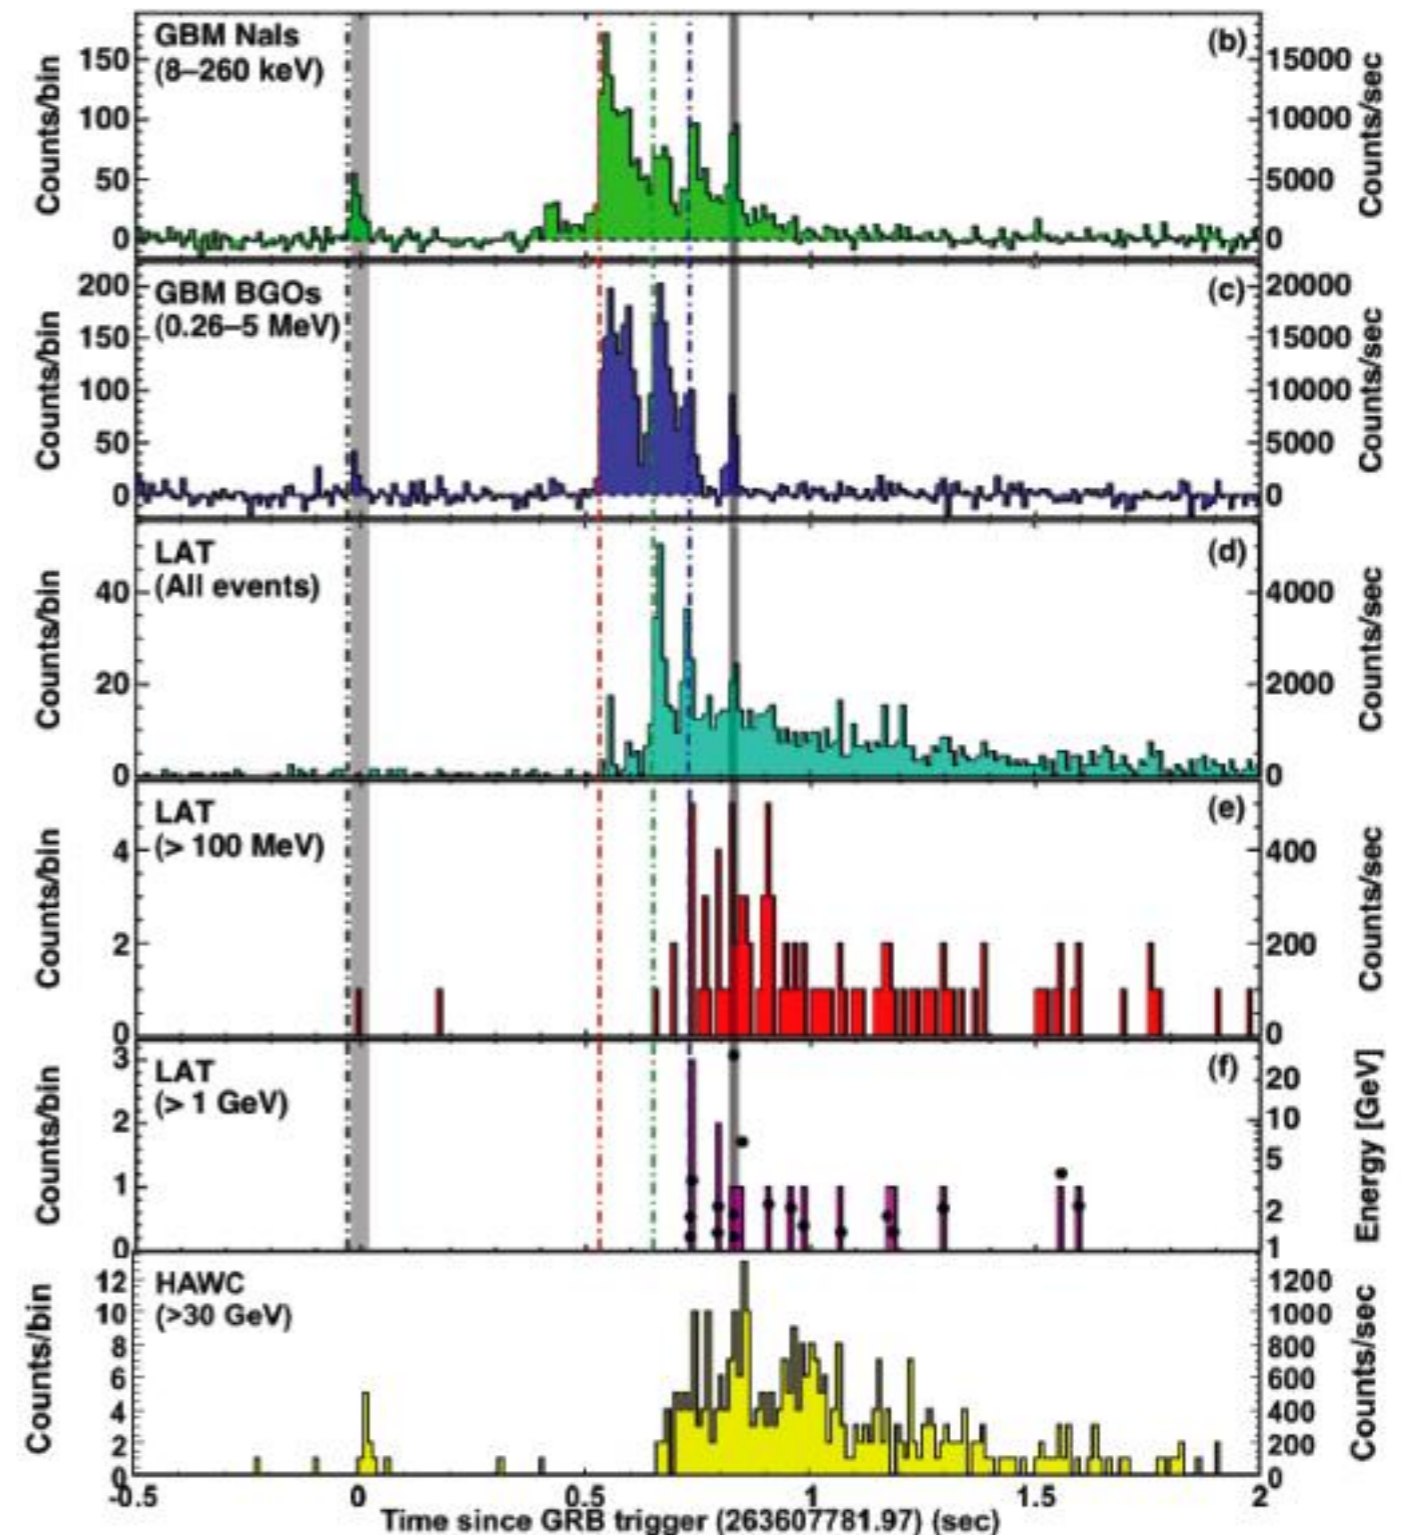 GBM NaIs
(8–260 keV)
(b)
Counts/bin
150
100
50
0
15000
10000
5000
0
Counts/sec
GBM BGOs
(0.26–5 MeV)
(c)
Counts/bin
200
150
100
50
0
20000
15000
10000
5000
0
Counts/sec
LAT
(All events)
(d)
Counts/bin
40
20
0
4000
2000
0
Counts/sec
LAT
(> 100 MeV)
(e)
Counts/bin
4
2
0
400
200
0
Counts/sec
LAT
(> 1 GeV)
(f)
Counts/bin
3
2
1
0
20
10
5
2
1
Energy [GeV]
HAWC
(>30 GeV)
Counts/bin
12
10
8
6
4
2
0
1200
1000
800
600
400
200
0
Counts/sec
-0.5 0 0.5 1 1.5 2
Time since GRB trigger (263607781.97) (sec)